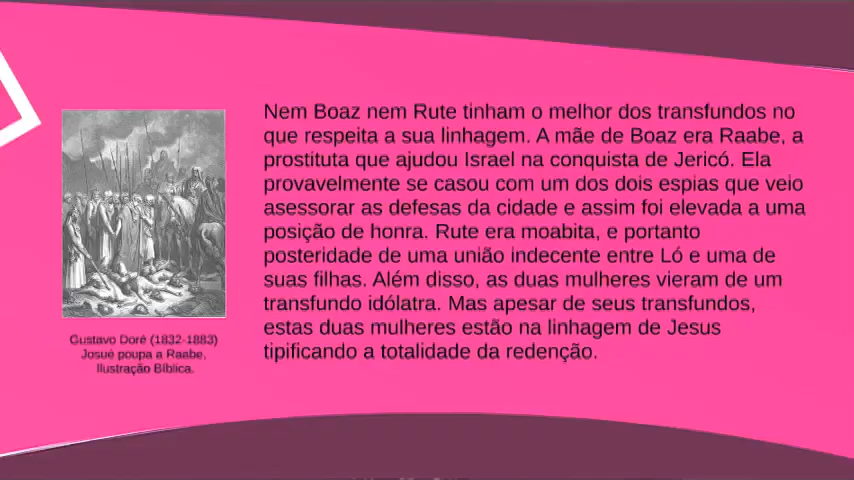 Nem Boaz nem Rute tinham o melhor dos transfundos no
que respeita a sua linhagem. A mãe de Boaz era Raabe, a
prostituta que ajudou Israel na conquista de Jericó. Ela
provavelmente se casou com um dos dois espias que veio
asessorar as defesas da cidade e assim foi elevada a uma
posição de honra. Rute era moabita, e portanto
posteridade de uma união indecente entre Ló e uma de
suas filhas. Além disso, as duas mulheres vieram de um
transfundo idólatra. Mas apesar de seus transfundos,
estas duas mulheres estão na linhagem de Jesus
tipificando a totalidade da redenção.
Gustavo Doré (1832-1883)
Josué poupa a Raabe,
Ilustração Bíblica.